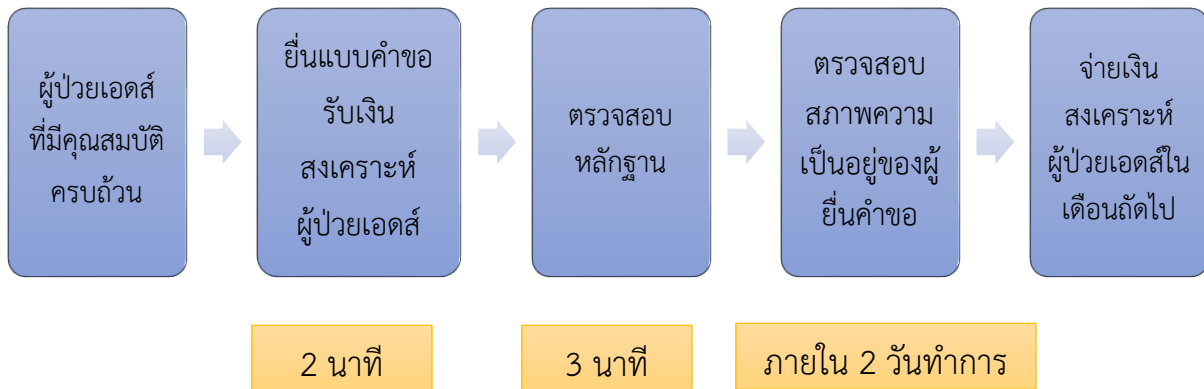 ผู้ป่วยเอดส์
ที่มีคุณสมบัติ
ครบถ้วน
ยื่นแบบคำขอ
รับเงิน
สงเคราะห์
ผู้ป่วยเอดส์
ตรวจสอบ
หลักฐาน
ตรวจสอบ
สภาพความ
เป็นอยู่ของผู้
ยื่นคำขอ
จ่ายเงิน
สงเคราะห์
ผู้ป่วยเอดส์ใน
เดือนถัดไป
2 นาที
3 นาที
ภายใน 2 วันทำการ